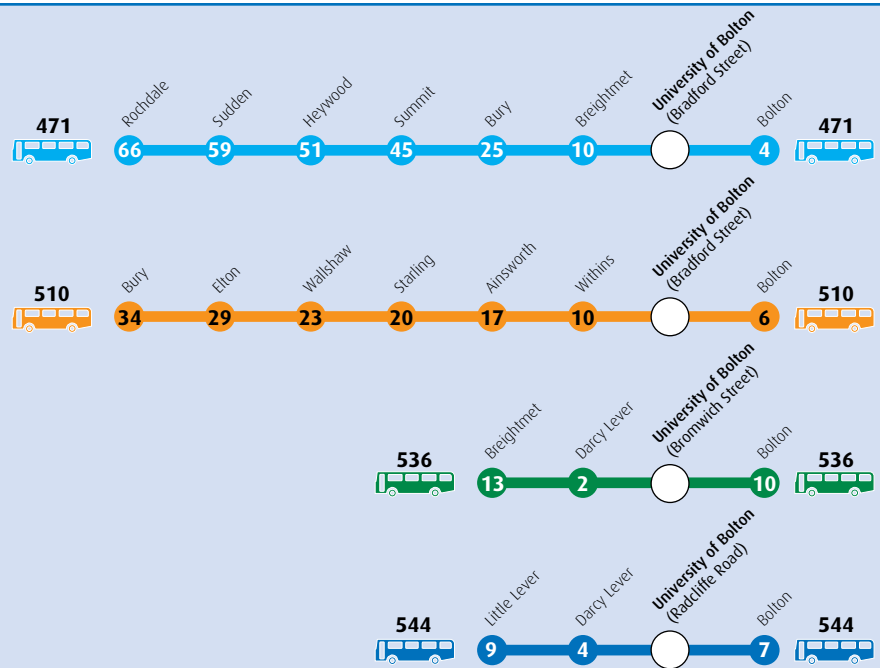 471
Rochdale
Sudden
Heywood
Summit
Bury
Breightmet
University of Bolton
(Bradford Street)
Bolton
471
66
59
51
45
25
10
4
510
Bury
Elton
Wallshaw
Starling
Ainsworth
Withins
University of Bolton
(Bradford Street)
Bolton
510
34
29
23
20
17
10
6
536
Breightmet
Darcy Lever
University of Bolton
(Bromwich Street)
Bolton
536
13
2
10
544
Little Lever
Darcy Lever
University of Bolton
(Radcliffe Road)
Bolton
544
9
4
7